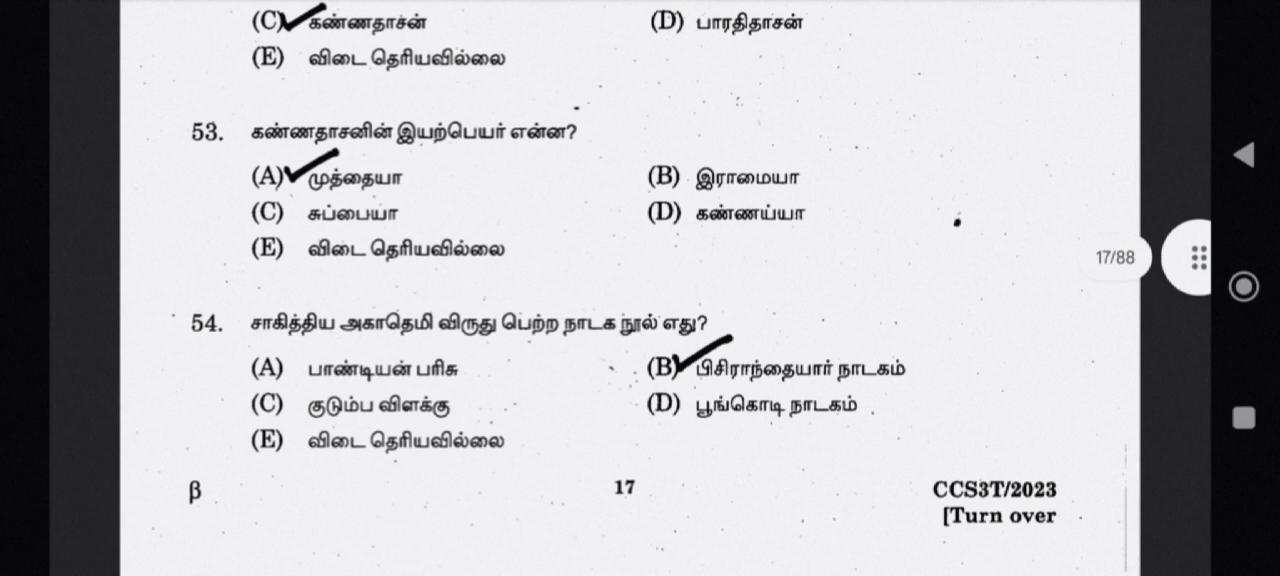 (C) கண்ணதாசன் (D) பாரதிதாசன்
(E) விடை தெரியவில்லை
53. கண்ணதாசனின் இயற்பெயர் என்ன?
(A) முத்தையா (B) இராமையா
(C) சுப்பையா (D) கண்ணய்யா
(E) விடை தெரியவில்லை
17/88
54. சாகித்திய அகாதெமி விருது பெற்ற நாடக நூல் எது?
(A) பாண்டியன் பரிசு (B) பிசிராந்தையார் நாடகம்
(C) குடும்ப விளக்கு (D) பூங்கொடி நாடகம்
(E) விடை தெரியவில்லை
β 17 CCS3T/2023
[Turn over